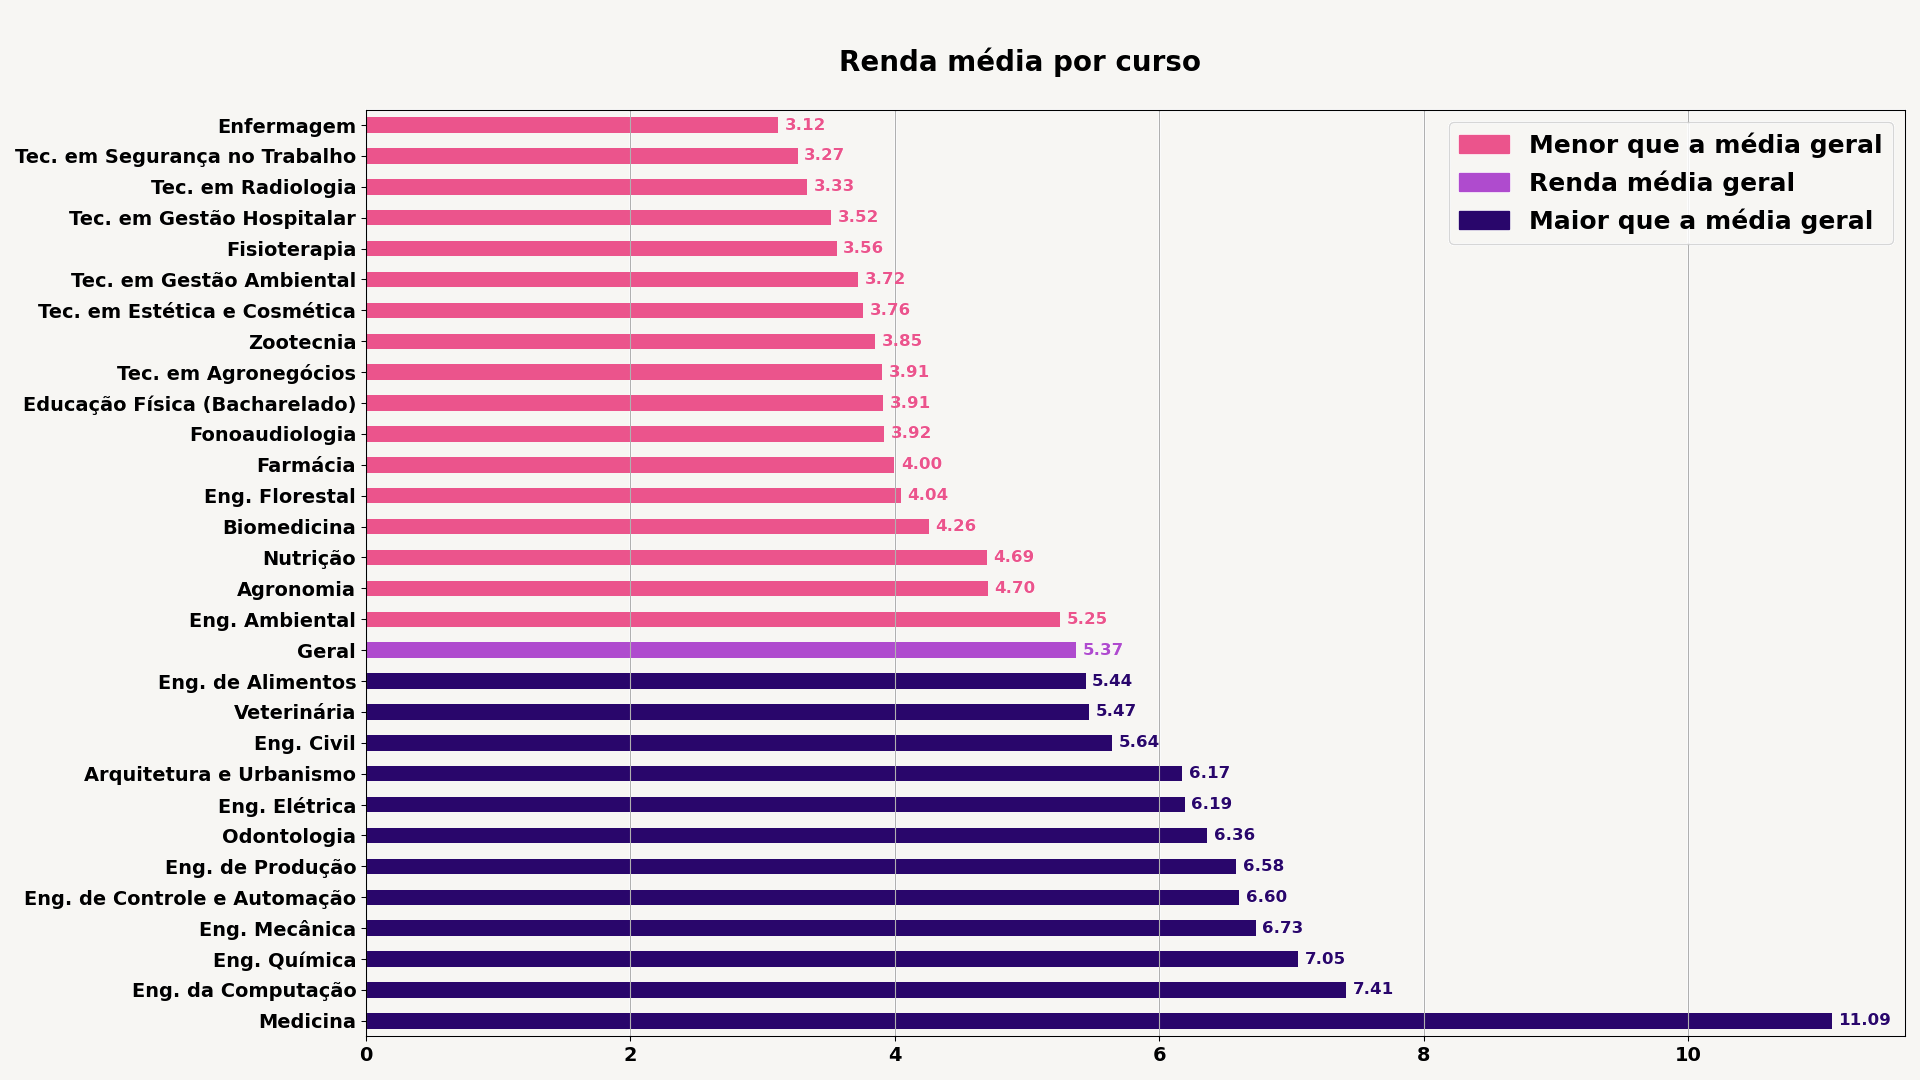 Renda média por curso
Menor que a média geral
Renda média geral
Maior que a média geral
Enfermagem 3.12
Tec. em Segurança no Trabalho 3.27
Tec. em Radiologia 3.33
Tec. em Gestão Hospitalar 3.52
Fisioterapia 3.56
Tec. em Gestão Ambiental 3.72
Tec. em Estética e Cosmética 3.76
Zootecnia 3.85
Tec. em Agronegócios 3.91
Educação Física (Bacharelado) 3.91
Fonoaudiologia 3.92
Farmácia 4.00
Eng. Florestal 4.04
Biomedicina 4.26
Nutrição 4.69
Agronomia 4.70
Eng. Ambiental 5.25
Geral 5.37
Eng. de Alimentos 5.44
Veterinária 5.47
Eng. Civil 5.64
Arquitetura e Urbanismo 6.17
Eng. Elétrica 6.19
Odontologia 6.36
Eng. de Produção 6.58
Eng. de Controle e Automação 6.60
Eng. Mecânica 6.73
Eng. Química 7.05
Eng. da Computação 7.41
Medicina 11.09
0 2 4 6 8 10